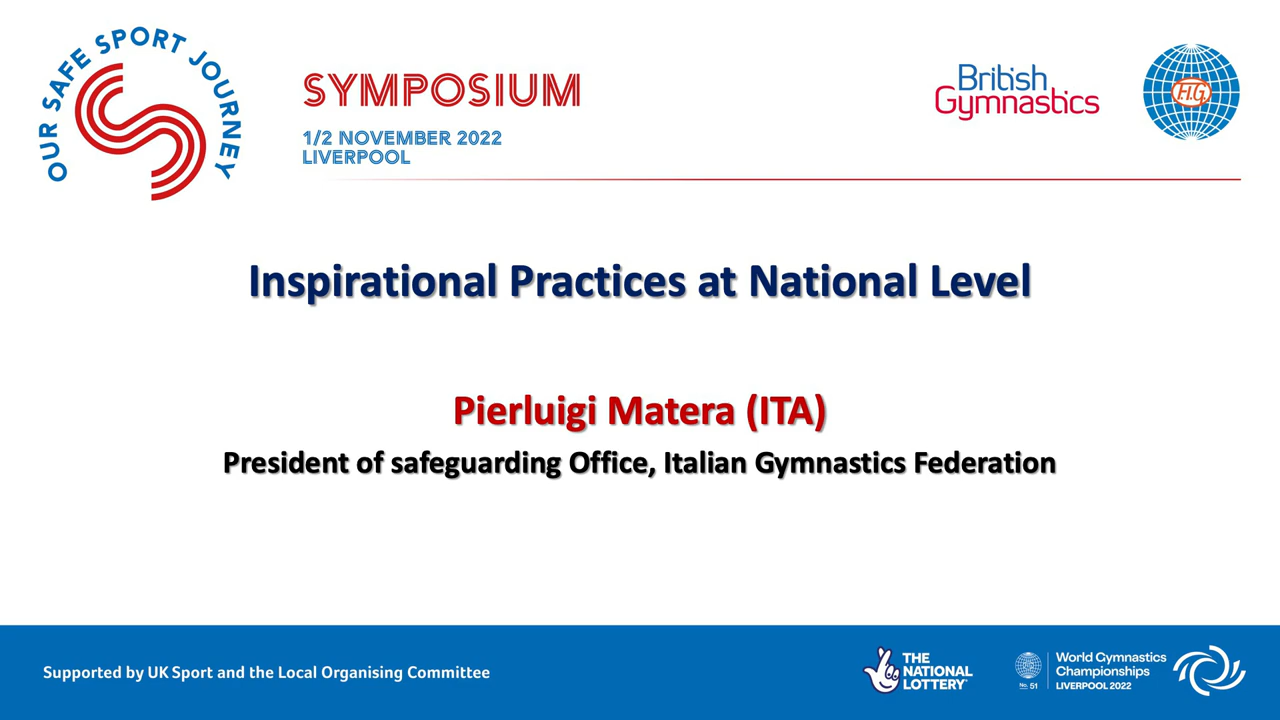 OUR SAFE SPORT JOURNEY
SYMPOSIUM
1/2 NOVEMBER 2022
LIVERPOOL
British
Gymnastics
F.I.G.
Inspirational Practices at National Level
Pierluigi Matera (ITA)
President of safeguarding Office, Italian Gymnastics Federation
Supported by UK Sport and the Local Organising Committee
THE
NATIONAL
LOTTERY
No. 51
World Gymnastics
Championships
LIVERPOOL 2022